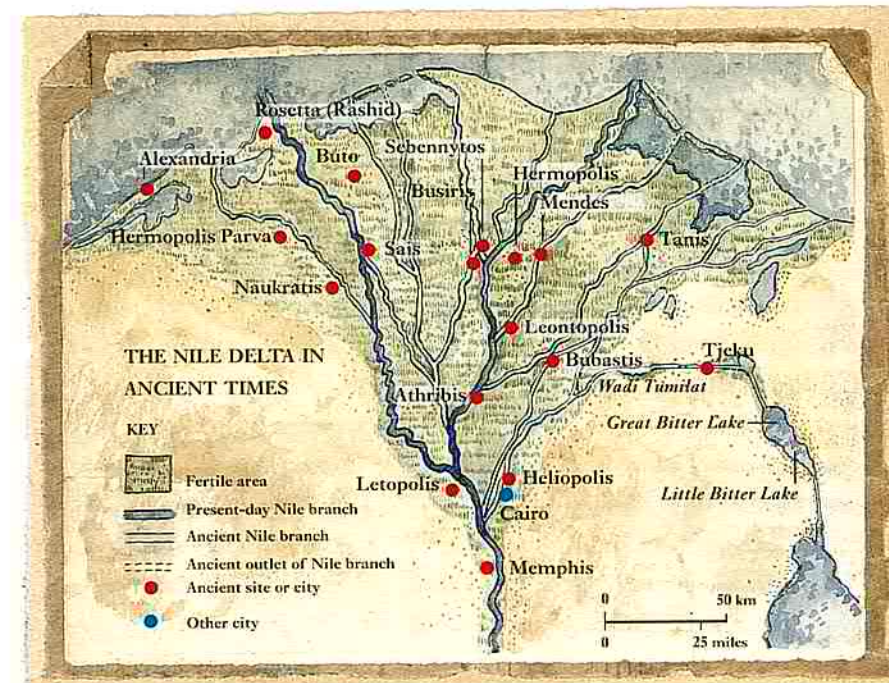 Rosetta (Rashid)
Alexandria
Buto
Sebennytos
Busiris
Hermopolis
Mendes
Hermopolis Parva
Sais
Tanis
Naukratis
Leontopolis
THE NILE DELTA IN
ANCIENT TIMES
Bubastis
Tjeku
Wadi Tumilat
Athribis
Great Bitter Lake
KEY
Fertile area
Letopolis
Heliopolis
Little Bitter Lake
Present-day Nile branch
Cairo
Ancient Nile branch
Ancient outlet of Nile branch
Ancient site or city
Memphis
Other city
0 50 km
0 25 miles